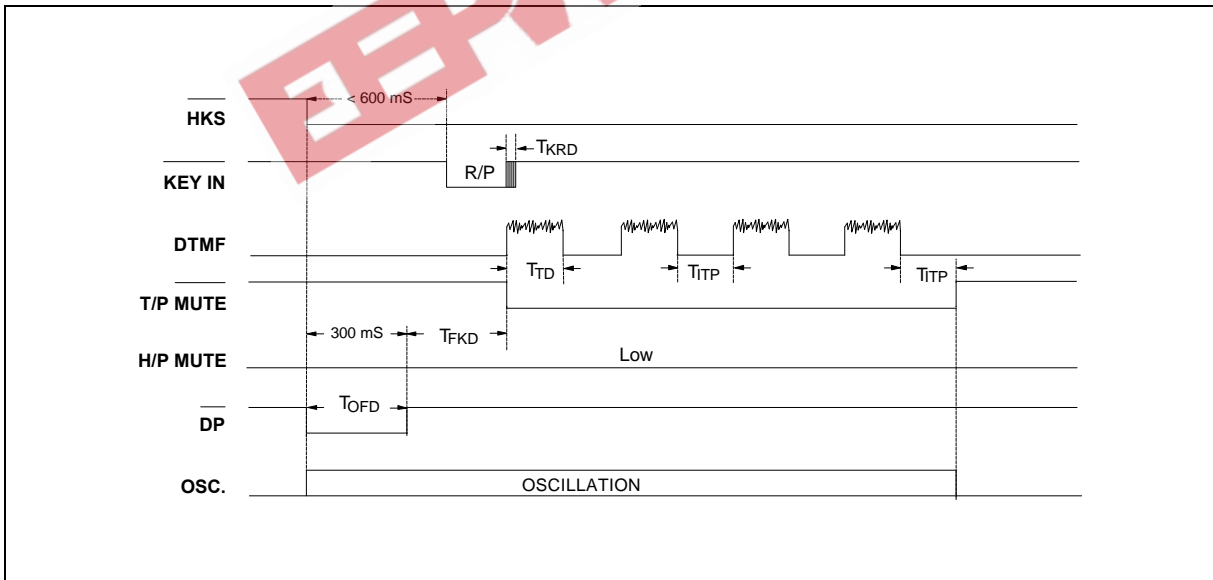 < 600 mS
HKS
TKRD
KEY IN
R/P
DTMF
TTD
TITP
TITP
T/P MUTE
300 mS
TFKD
H/P MUTE
Low
TOFD
DP
OSC.
OSCILLATION